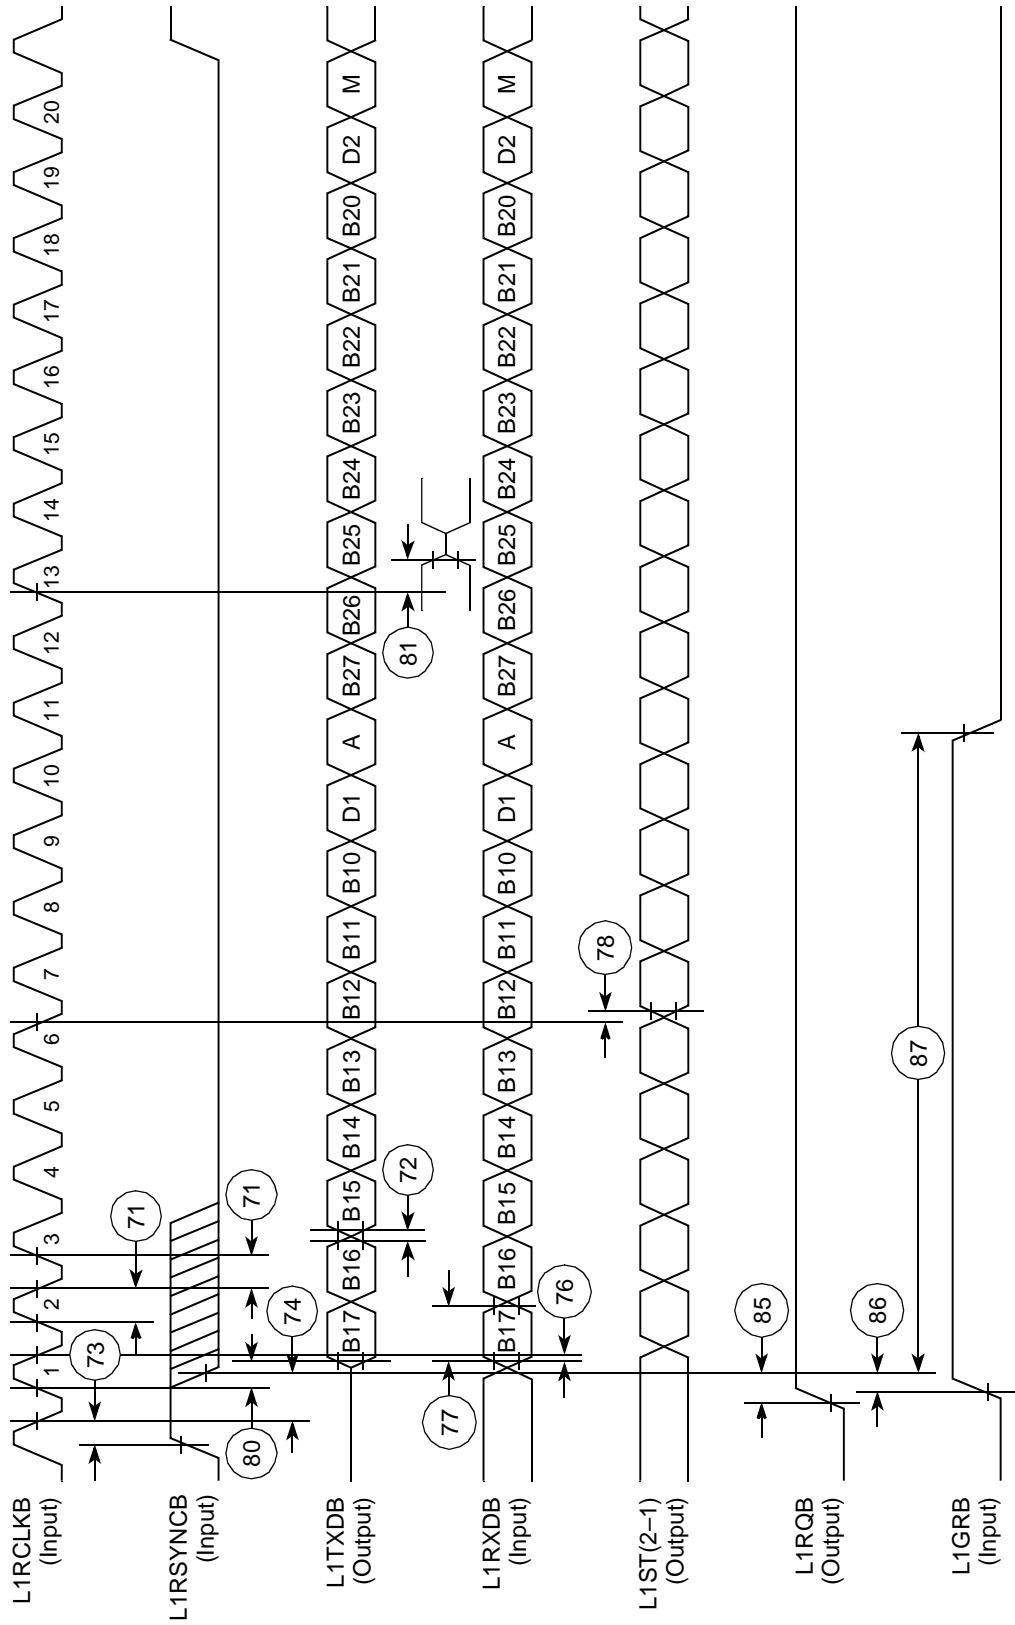 L1RCLKB
(Input)
1 2 3 4 5 6 7 8 9 10 11 12 13 14 15 16 17 18 19 20
73
71
71
L1RSYNCB
(Input)
80
74
L1TXDB
(Output)
B17 B16 B15 B14 B13 B12 B11 B10 D1 A B27 B26 B25 B24 B23 B22 B21 B20 D2 M
72
81
77
76
L1RXDB
(Input)
B17 B16 B15 B14 B13 B12 B11 B10 D1 A B27 B26 B25 B24 B23 B22 B21 B20 D2 M
78
L1ST(2–1)
(Output)
85
L1RQB
(Output)
86
87
L1GRB
(Input)